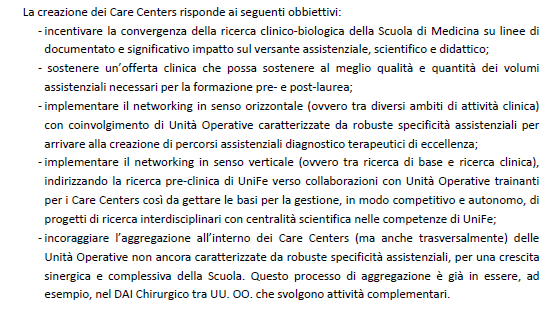 La creazione dei Care Centers risponde ai seguenti obbiettivi:
- incentivare la convergenza della ricerca clinico-biologica della Scuola di Medicina su linee di
documentato e significativo impatto sul versante assistenziale, scientifico e didattico;
- sostenere un'offerta clinica che possa sostenere al meglio qualità e quantità dei volumi
assistenziali necessari per la formazione pre- e post-laurea;
- implementare il networking in senso orizzontale (ovvero tra diversi ambiti di attività clinica)
con coinvolgimento di Unità Operative caratterizzate da robuste specificità assistenziali per
arrivare alla creazione di percorsi assistenziali diagnostico terapeutici di eccellenza;
- implementare il networking in senso verticale (ovvero tra ricerca di base e ricerca clinica),
indirizzando la ricerca pre-clinica di UniFe verso collaborazioni con Unità Operative trainanti
per i Care Centers così da gettare le basi per la gestione, in modo competitivo e autonomo, di
progetti di ricerca interdisciplinari con centralità scientifica nelle competenze di UniFe;
- incoraggiare l'aggregazione all'interno dei Care Centers (ma anche trasversalmente) delle
Unità Operative non ancora caratterizzate da robuste specificità assistenziali, per una crescita
sinergica e complessiva della Scuola. Questo processo di aggregazione è già in essere, ad
esempio, nel DAI Chirurgico tra UU. OO. che svolgono attività complementari.